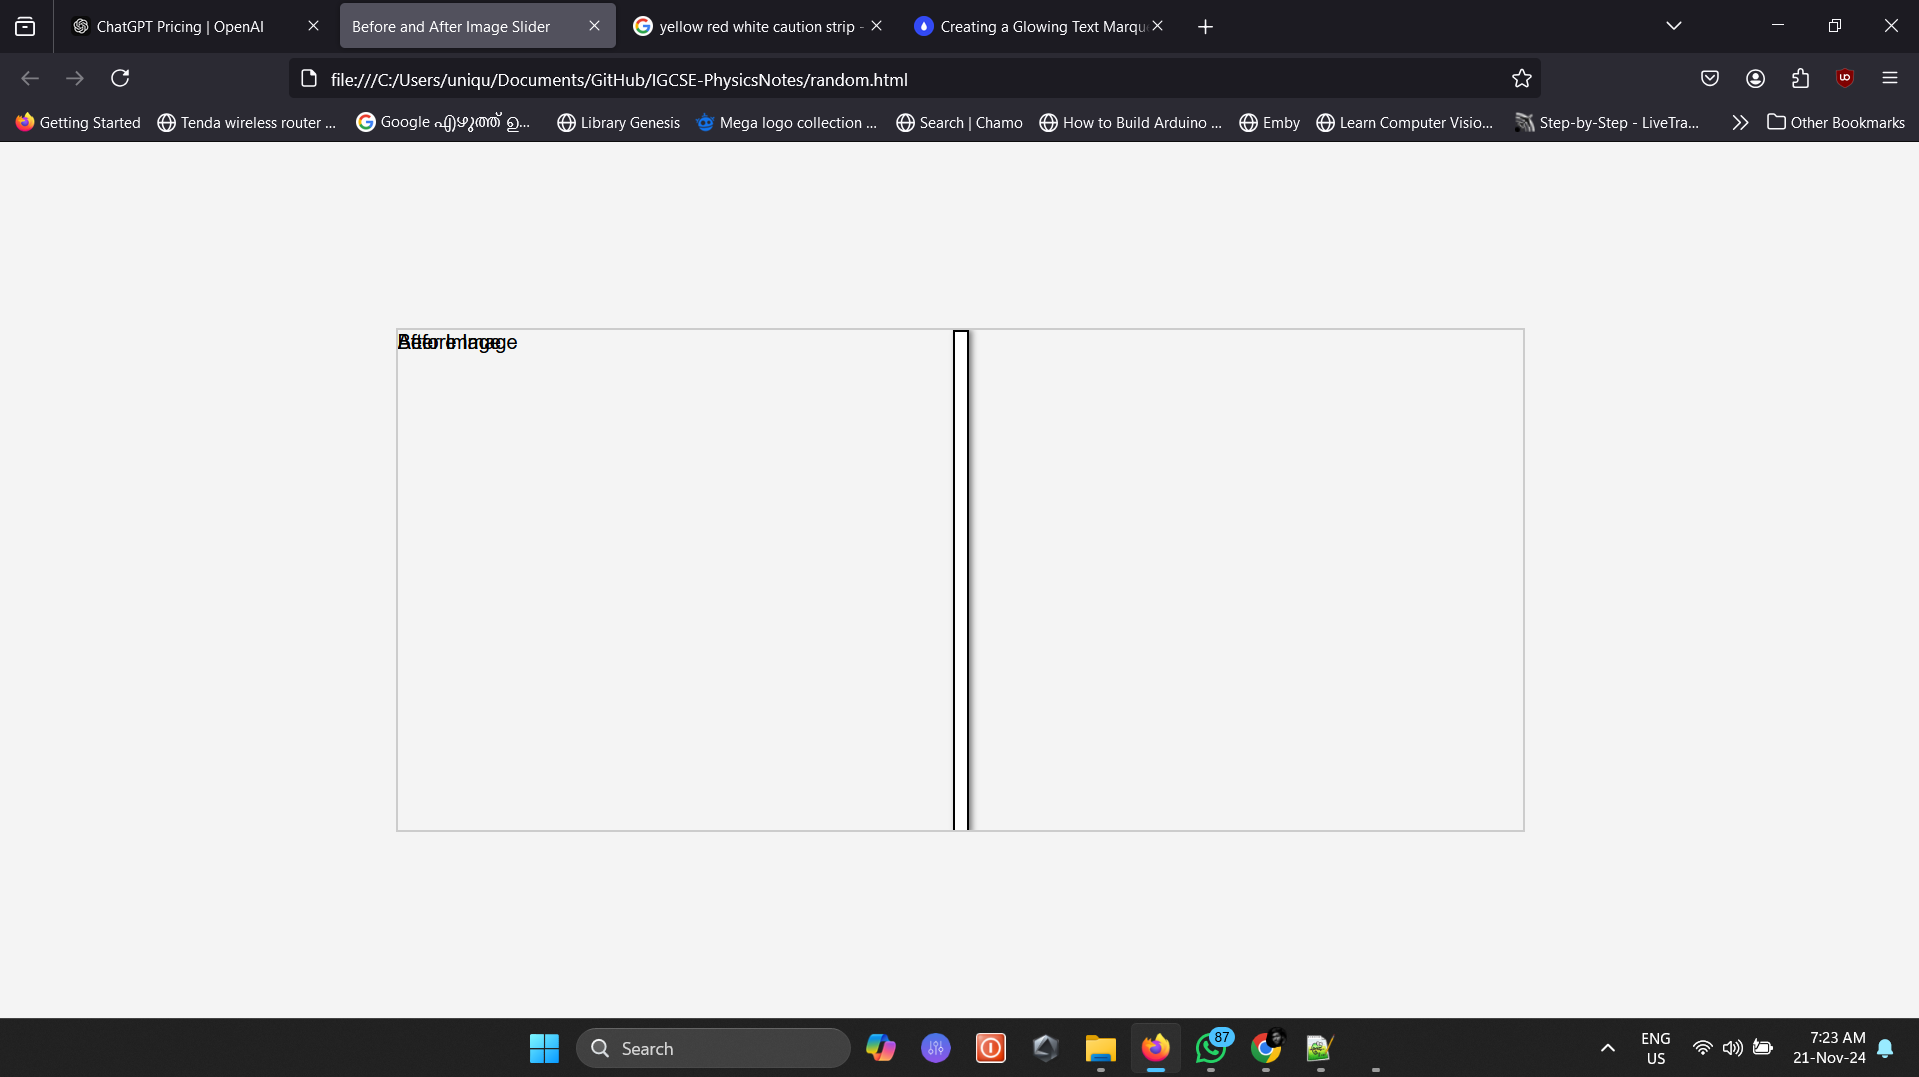 ChatGPT Pricing | OpenAI
Before and After Image Slider
yellow red white caution strip -
Creating a Glowing Text Marqu
file:///C:/Users/uniqu/Documents/GitHub/IGCSE-PhysicsNotes/random.html
Getting Started
Tenda wireless router ...
Google എഴുത്ത് ഉ...
Library Genesis
Mega logo collection ...
Search | Chamo
How to Build Arduino ...
Emby
Learn Computer Visio...
Step-by-Step - LiveTra...
Other Bookmarks
Before Image
After Image
Search
87
ENG
US
7:23 AM
21-Nov-24